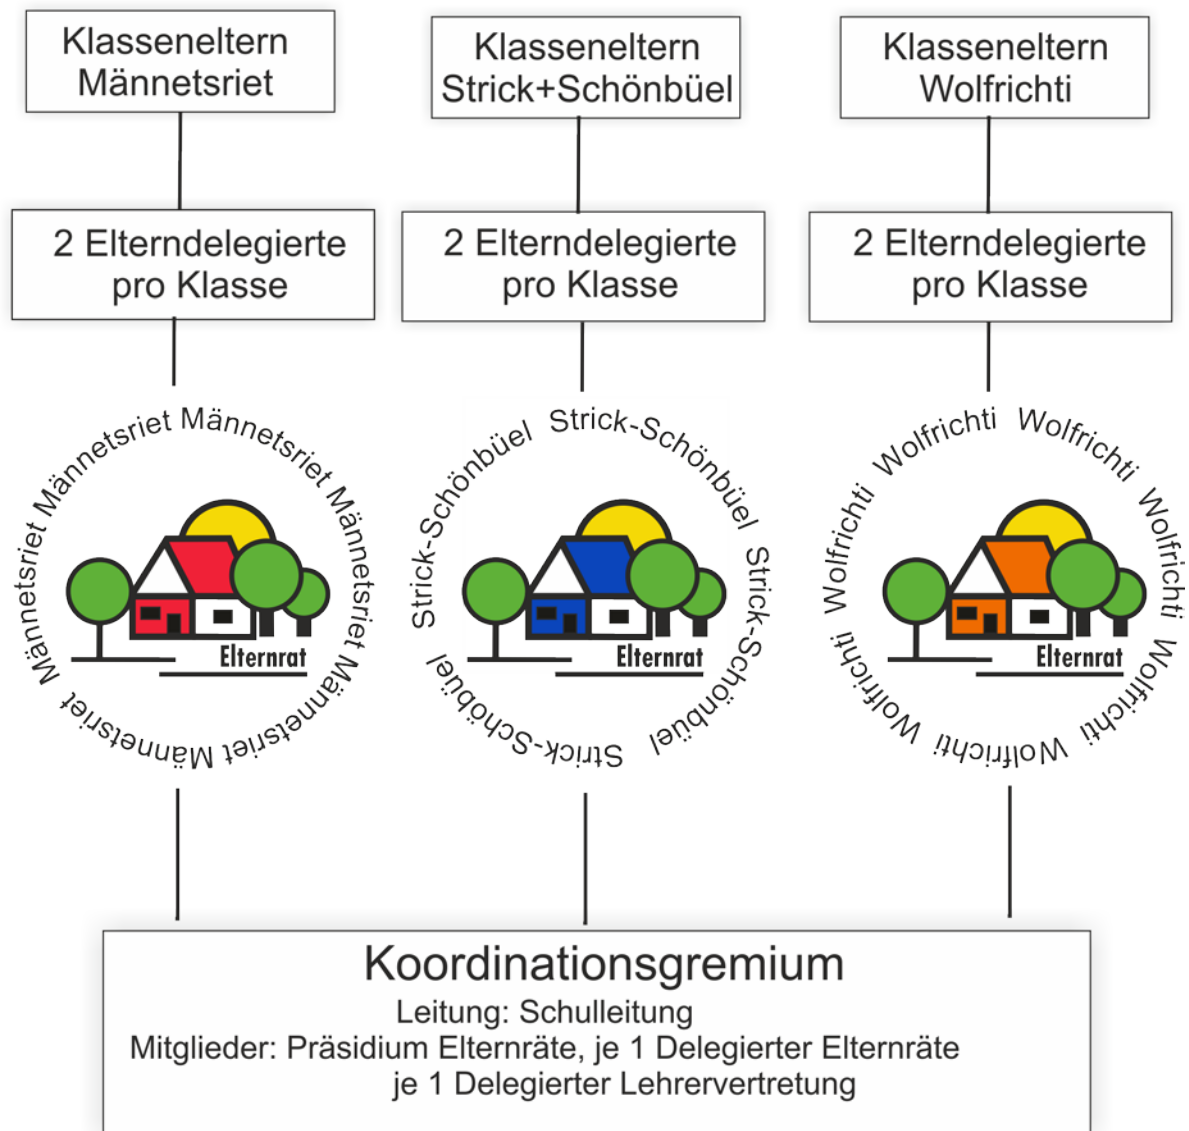 Klasseneltern
Männetsriet
Klasseneltern
Strick+Schönbüel
Klasseneltern
Wolfrichti
2 Elterndelegierte
pro Klasse
2 Elterndelegierte
pro Klasse
2 Elterndelegierte
pro Klasse
Männetsriet Männetsriet Männetsriet Männetsriet Männetsriet Männetsriet Männetsriet Männetsriet
Elternrat
Strick-Schönbüel Strick-Schönbüel Strick-Schönbüel Strick-Schöbüel Strick-Schönbüel
Elternrat
Wolfrichti Wolfrichti Wolfrichti Wolfrichti Wolfrichti Wolfrichti Wolfrichti Wolfrichti
Elternrat
Koordinationsgremium
Leitung: Schulleitung
Mitglieder: Präsidium Elternräte, je 1 Delegierter Elternräte
je 1 Delegierter Lehrervertretung